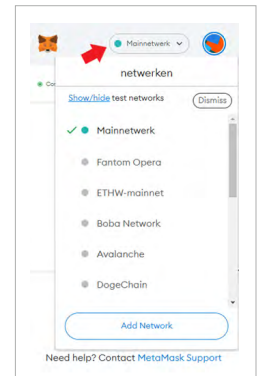 Mainnetwerk
Co
netwerken
Show/hide test networks
Dismiss
Mainnetwerk
Fantom Opera
ETHW-mainnet
Boba Network
Avalanche
DogeChain
Add Network
Need help? Contact MetaMask Support